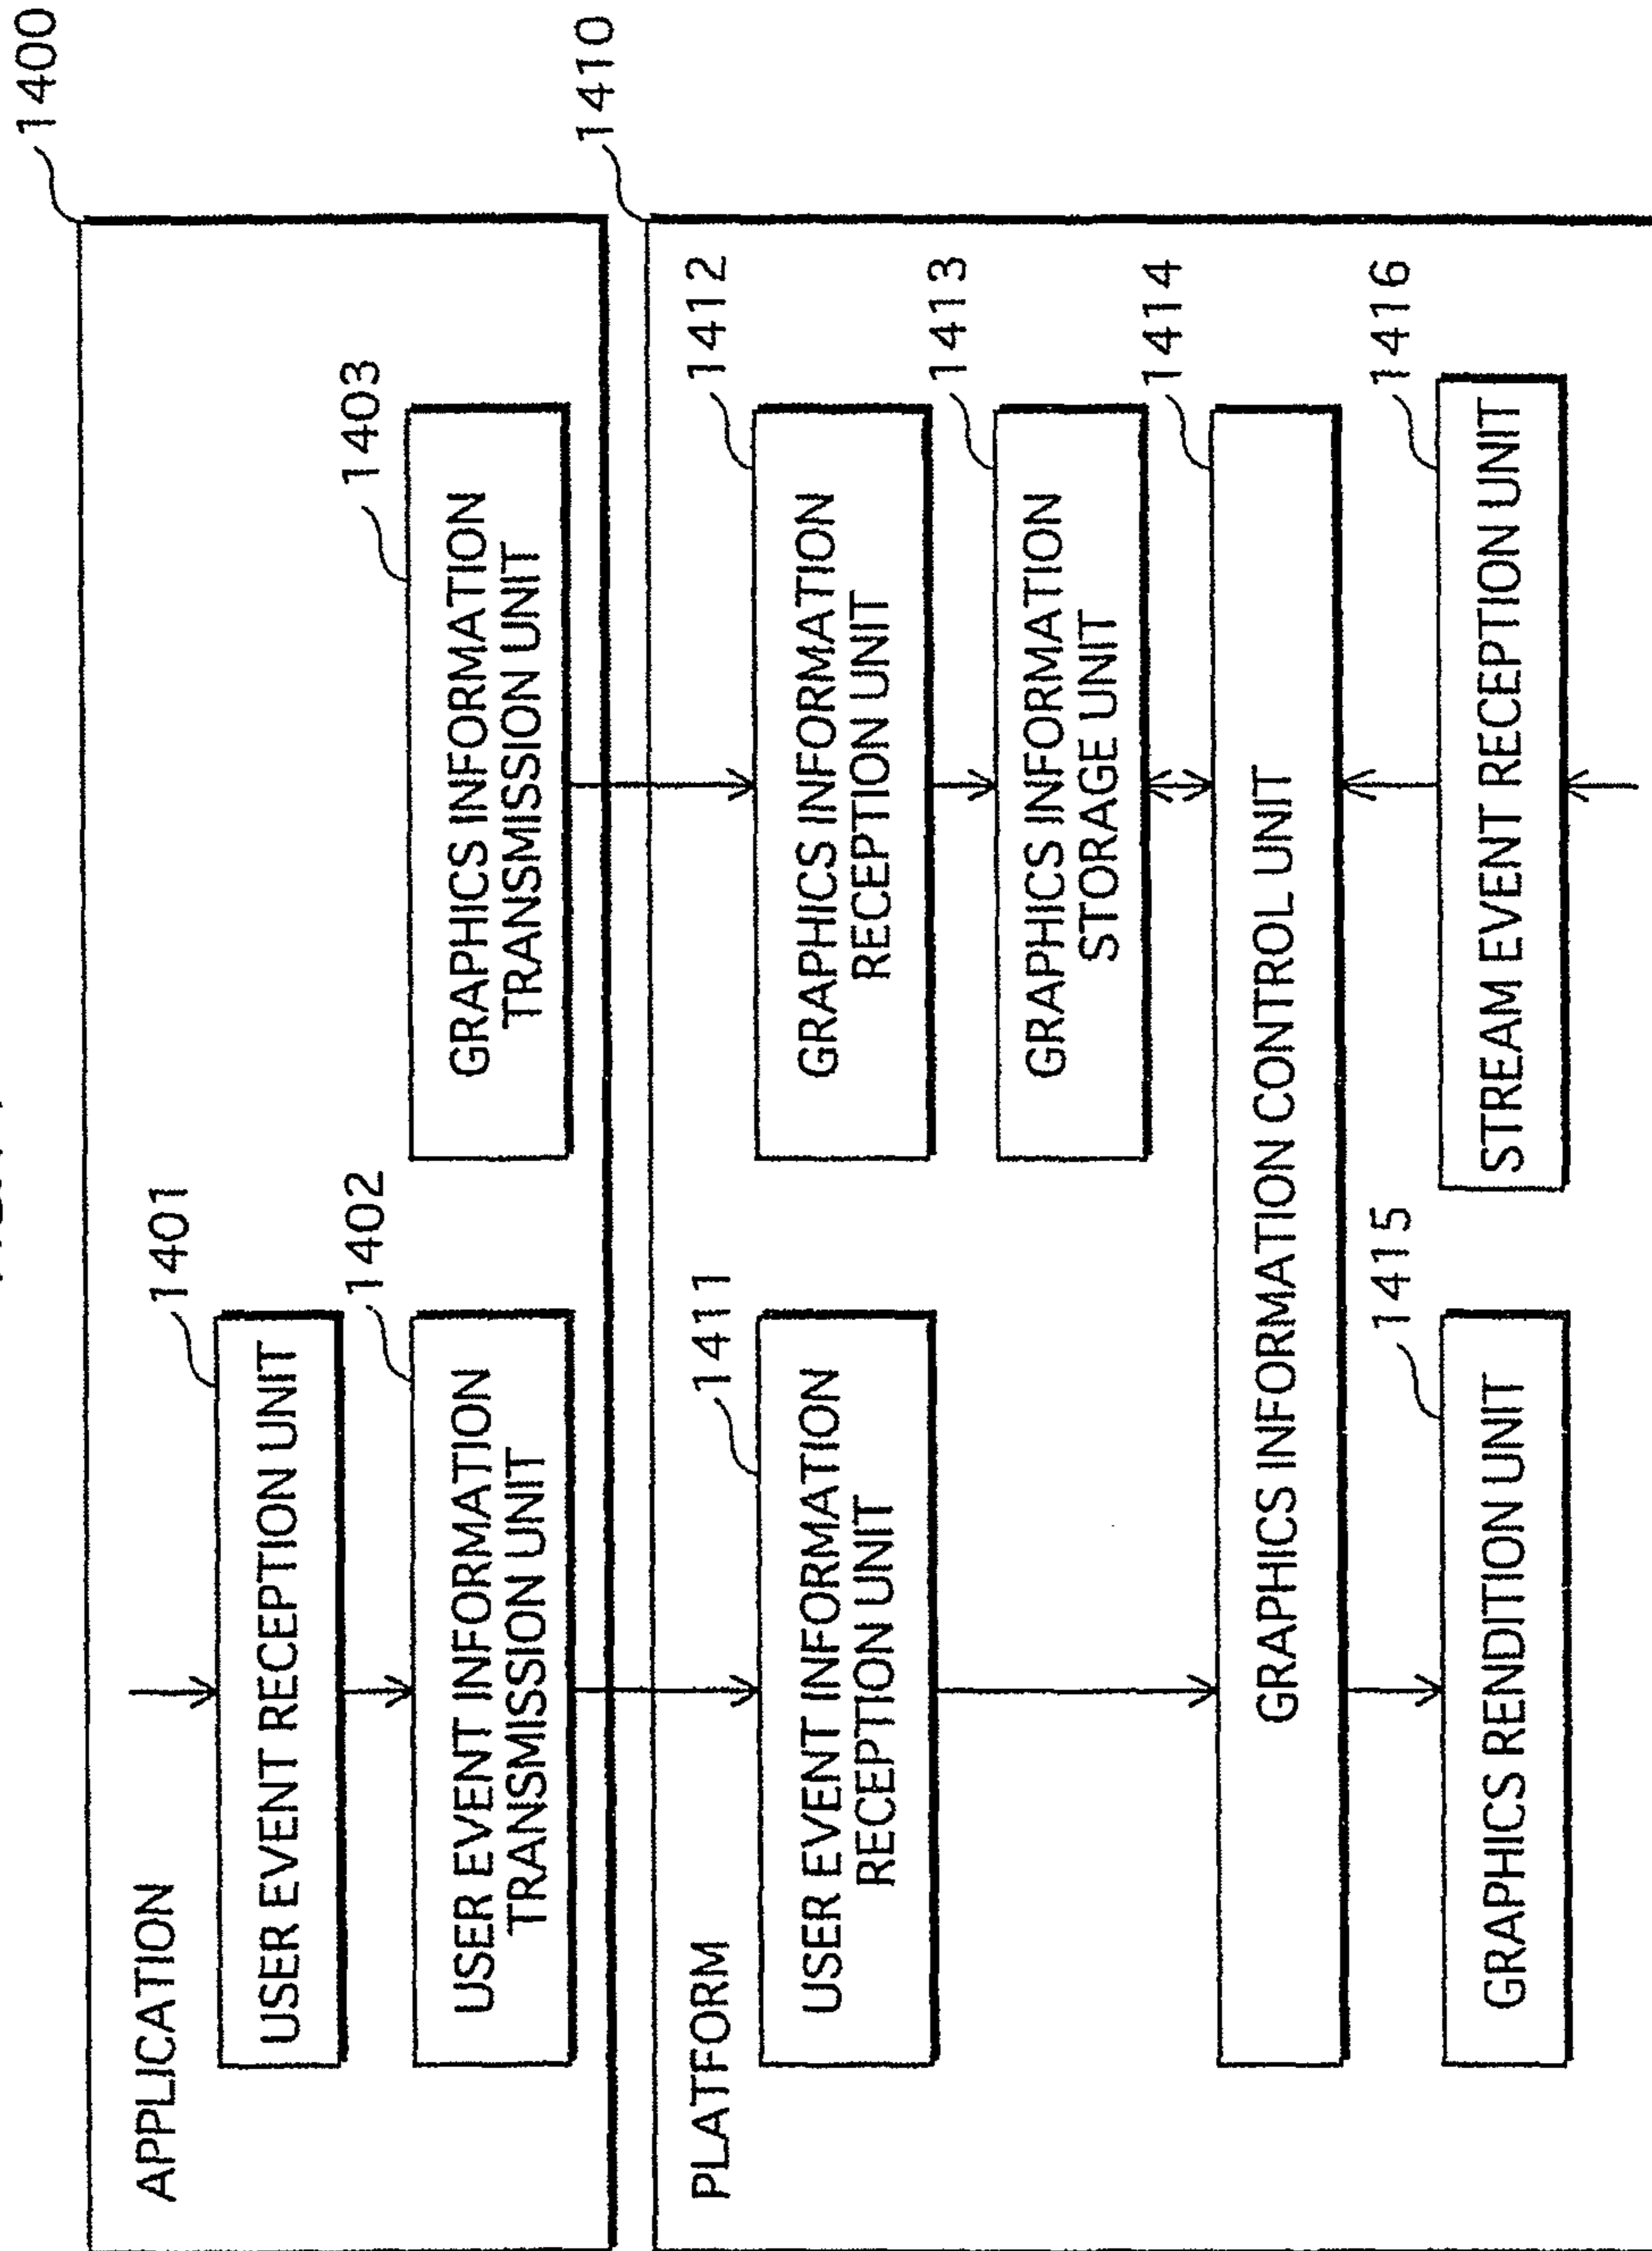 1400
APPLICATION
1401
USER EVENT RECEPTION UNIT
1402
USER EVENT INFORMATION
TRANSMISSION UNIT
1403
GRAPHICS INFORMATION
TRANSMISSION UNIT
1410
PLATFORM
1411
USER EVENT INFORMATION
RECEPTION UNIT
1412
GRAPHICS INFORMATION
RECEPTION UNIT
1413
GRAPHICS INFORMATION
STORAGE UNIT
1414
GRAPHICS INFORMATION CONTROL UNIT
1415
GRAPHICS RENDITION UNIT
1416
STREAM EVENT RECEPTION UNIT